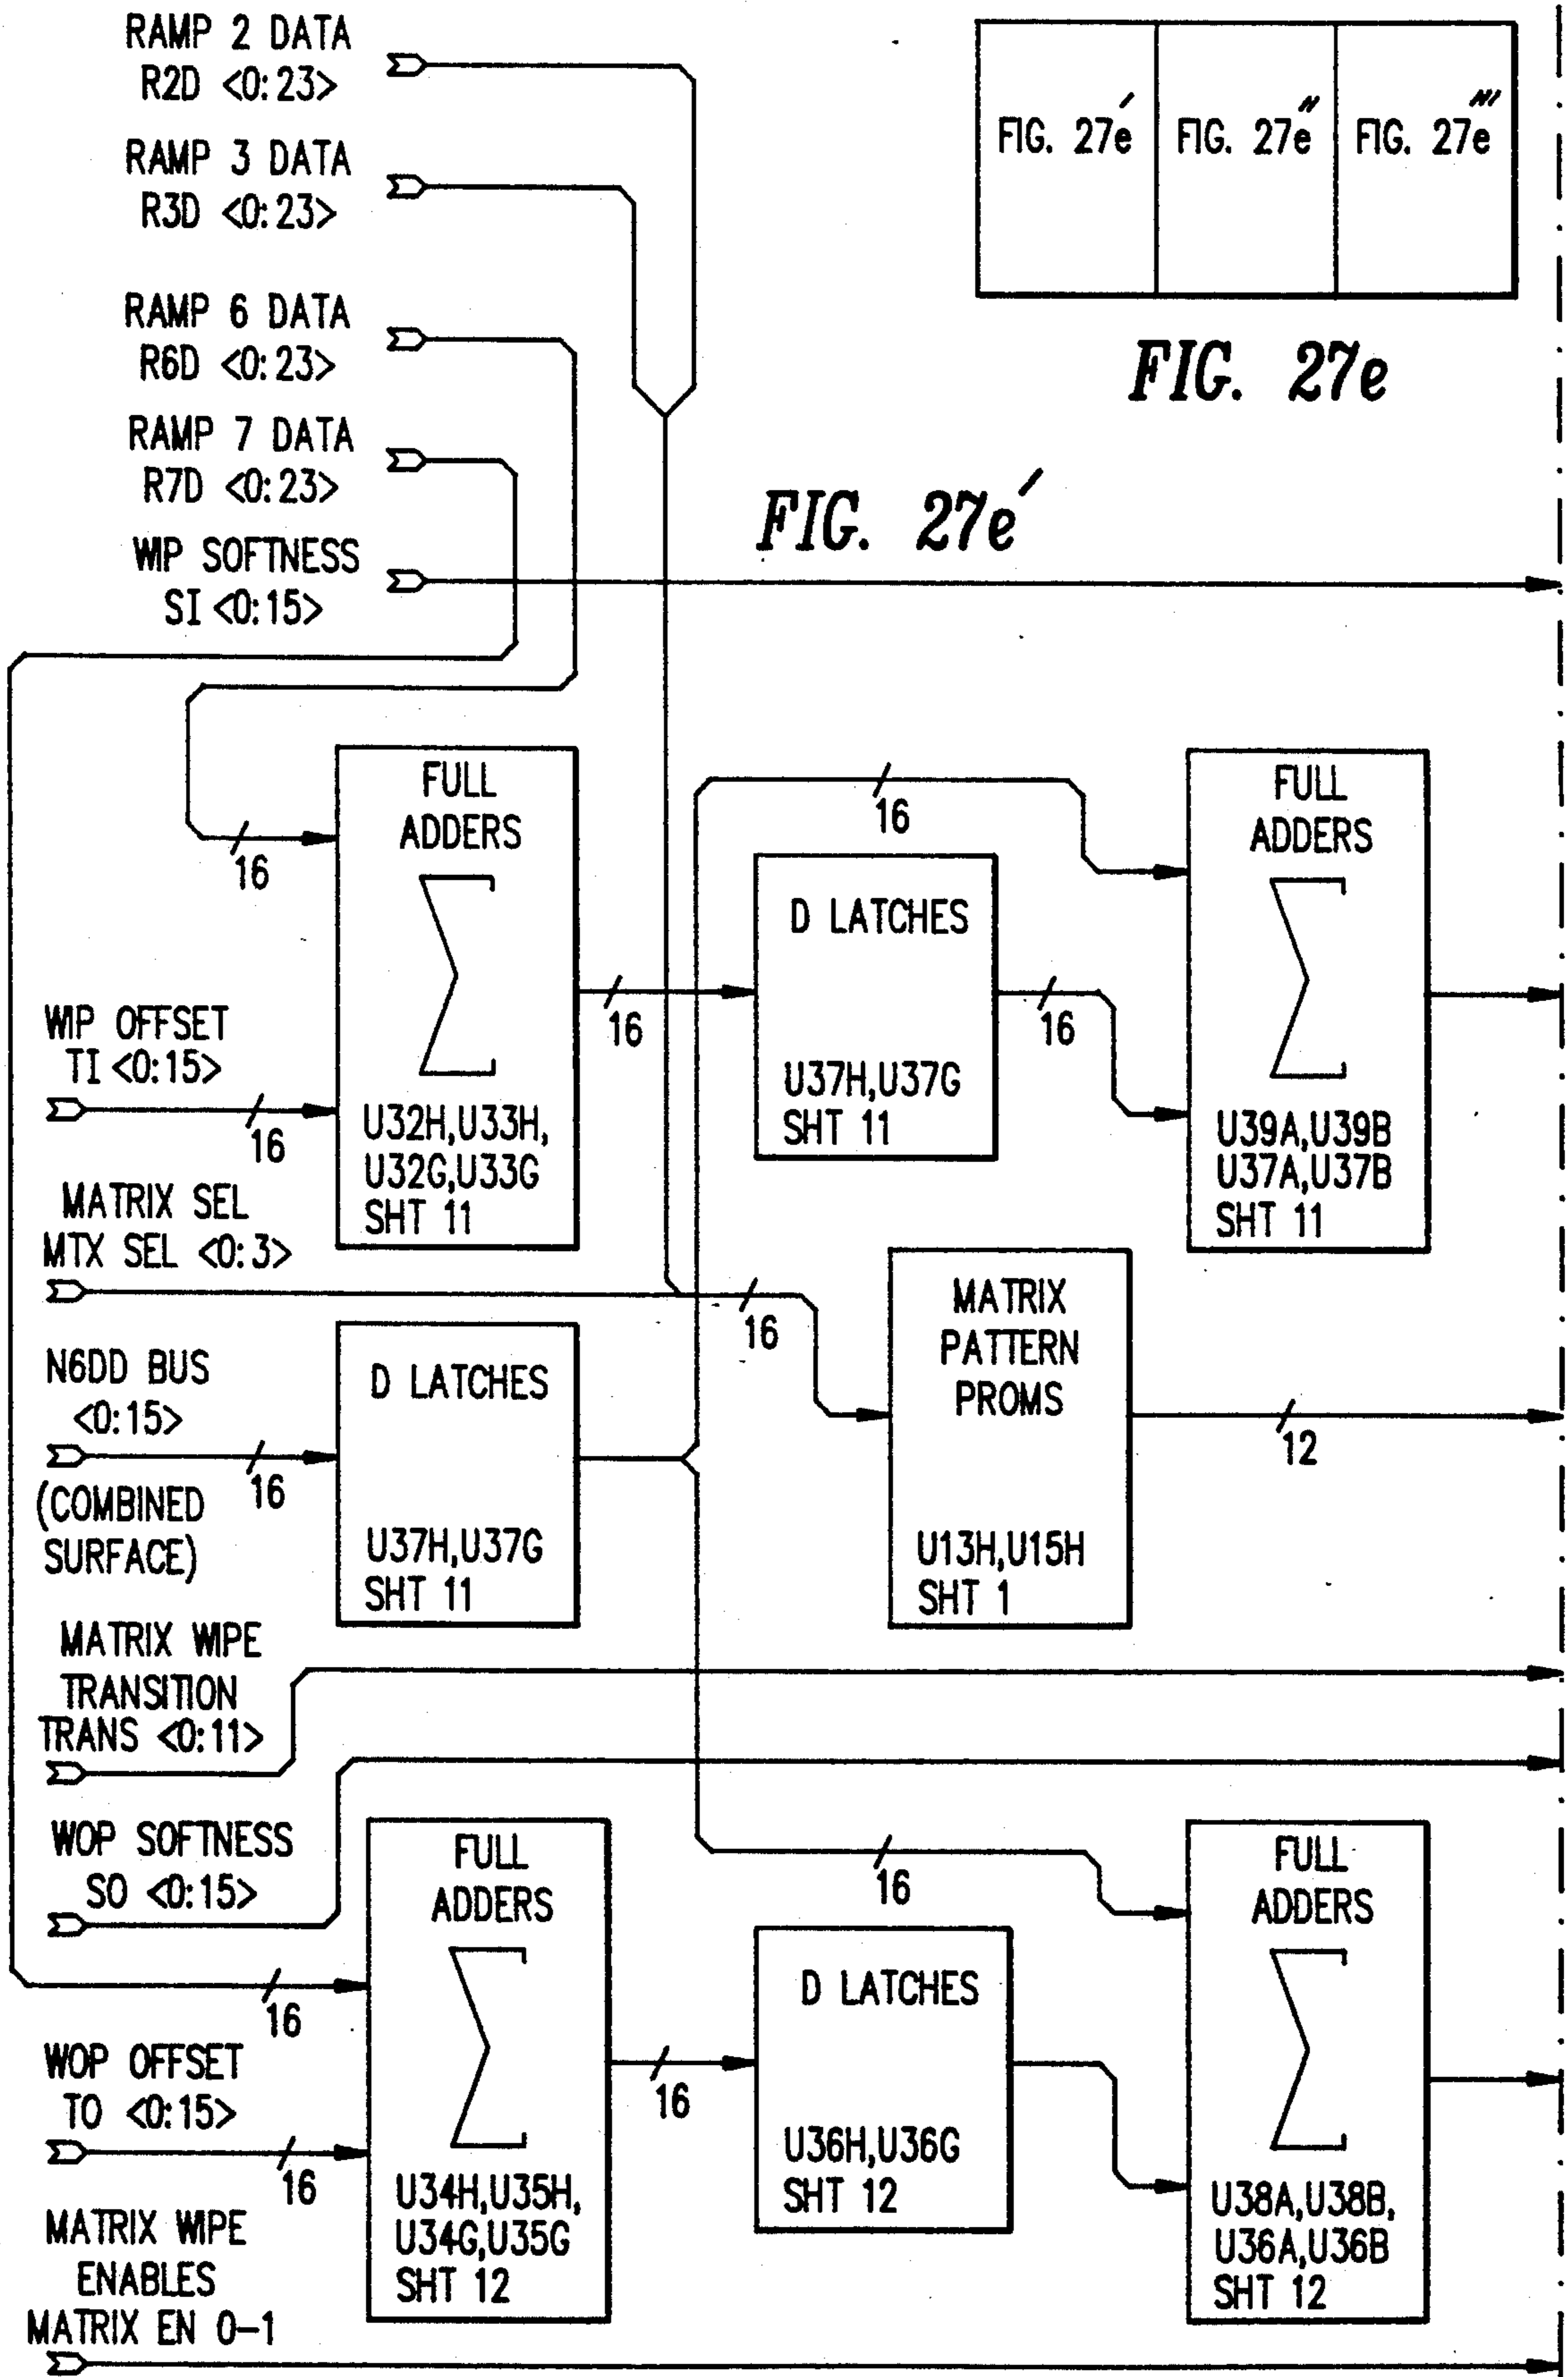 RAMP 2 DATA
R2D <0:23>
RAMP 3 DATA
R3D <0:23>
RAMP 6 DATA
R6D <0:23>
RAMP 7 DATA
R7D <0:23>
WIP SOFTNESS
SI <0:15>
FIG. 27e′
FIG. 27e″
FIG. 27e‴
FIG. 27e
FIG. 27e′
FULL
ADDERS
16
WIP OFFSET
TI <0:15>
16
U32H,U33H,
U32G,U33G
SHT 11
16
D LATCHES
U37H,U37G
SHT 11
16
16
FULL
ADDERS
U39A,U39B
U37A,U37B
SHT 11
MATRIX SEL
MTX SEL <0:3>
16
MATRIX
PATTERN
PROMS
U13H,U15H
SHT 1
12
N6DD BUS
<0:15>
16
(COMBINED
SURFACE)
D LATCHES
U37H,U37G
SHT 11
MATRIX WIPE
TRANSITION
TRANS <0:11>
WOP SOFTNESS
SO <0:15>
16
FULL
ADDERS
WOP OFFSET
TO <0:15>
16
U34H,U35H,
U34G,U35G
SHT 12
16
D LATCHES
U36H,U36G
SHT 12
16
FULL
ADDERS
U38A,U38B,
U36A,U36B
SHT 12
MATRIX WIPE
ENABLES
MATRIX EN 0-1